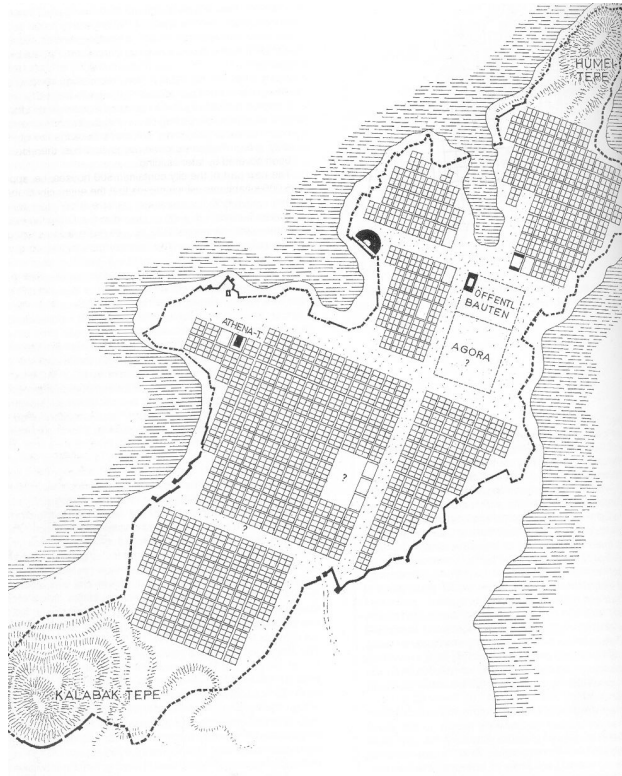 HUMEI-
TEPE
ÖFFENTL
BAUTEN
ATHENA-T.
AGORA
?
?
?
KALABAK TEPE